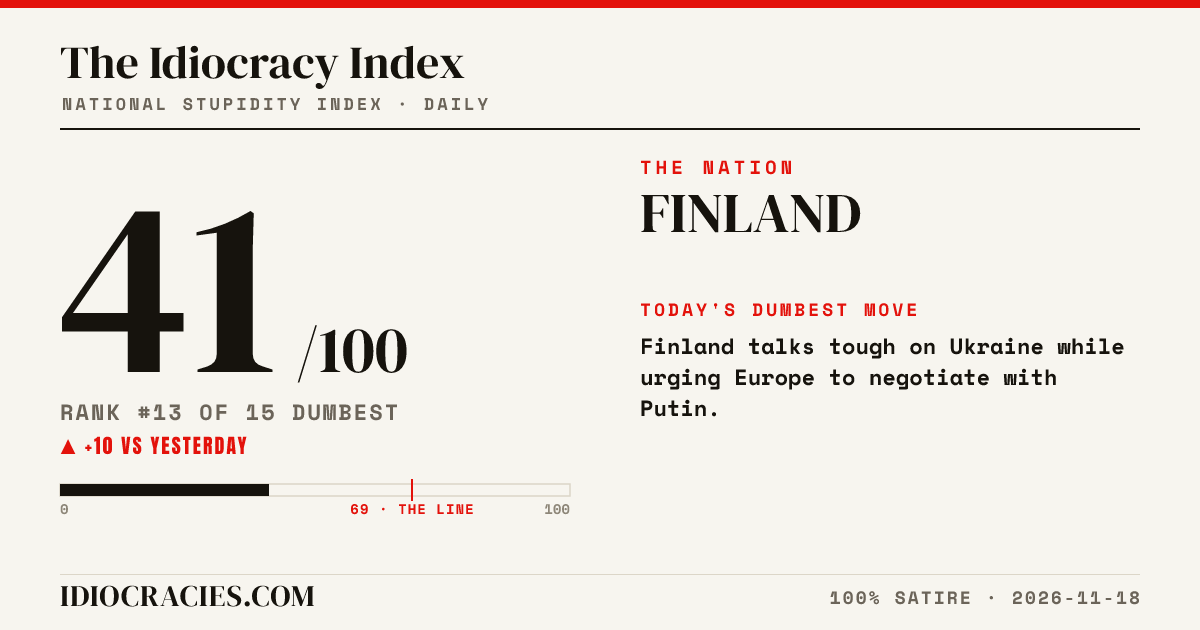 The Idiocracy Index
NATIONAL STUPIDITY INDEX · DAILY
41 /100
RANK #13 OF 15 DUMBEST
▲ +10 VS YESTERDAY
0 69 · THE LINE 100
THE NATION
FINLAND
TODAY'S DUMBEST MOVE
Finland talks tough on Ukraine while
urging Europe to negotiate with
Putin.
IDIOCRACIES.COM
100% SATIRE · 2026-11-18